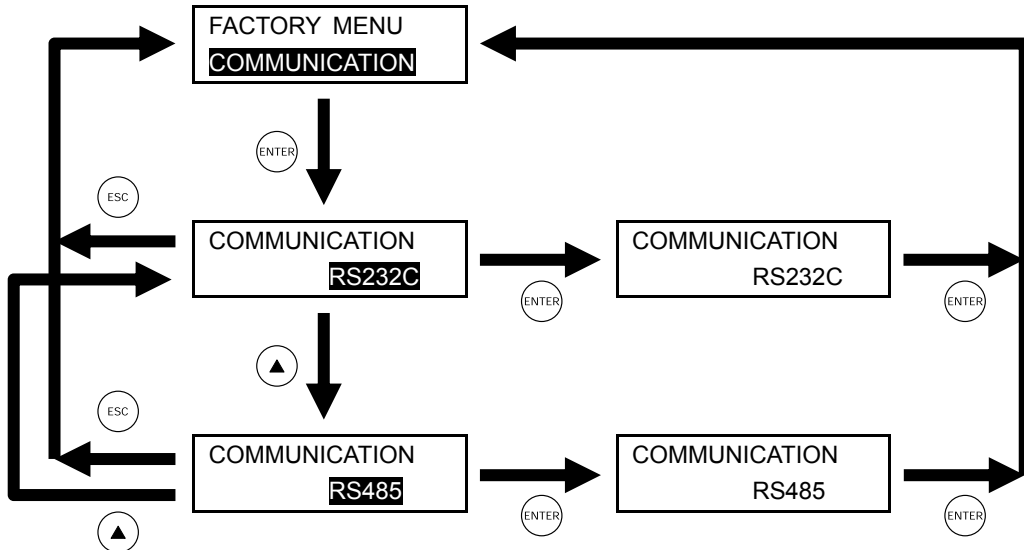 FACTORY MENU
COMMUNICATION
ENTER
ESC
COMMUNICATION
RS232C
ENTER
COMMUNICATION
RS232C
ENTER
ESC
COMMUNICATION
RS485
ENTER
COMMUNICATION
RS485
ENTER